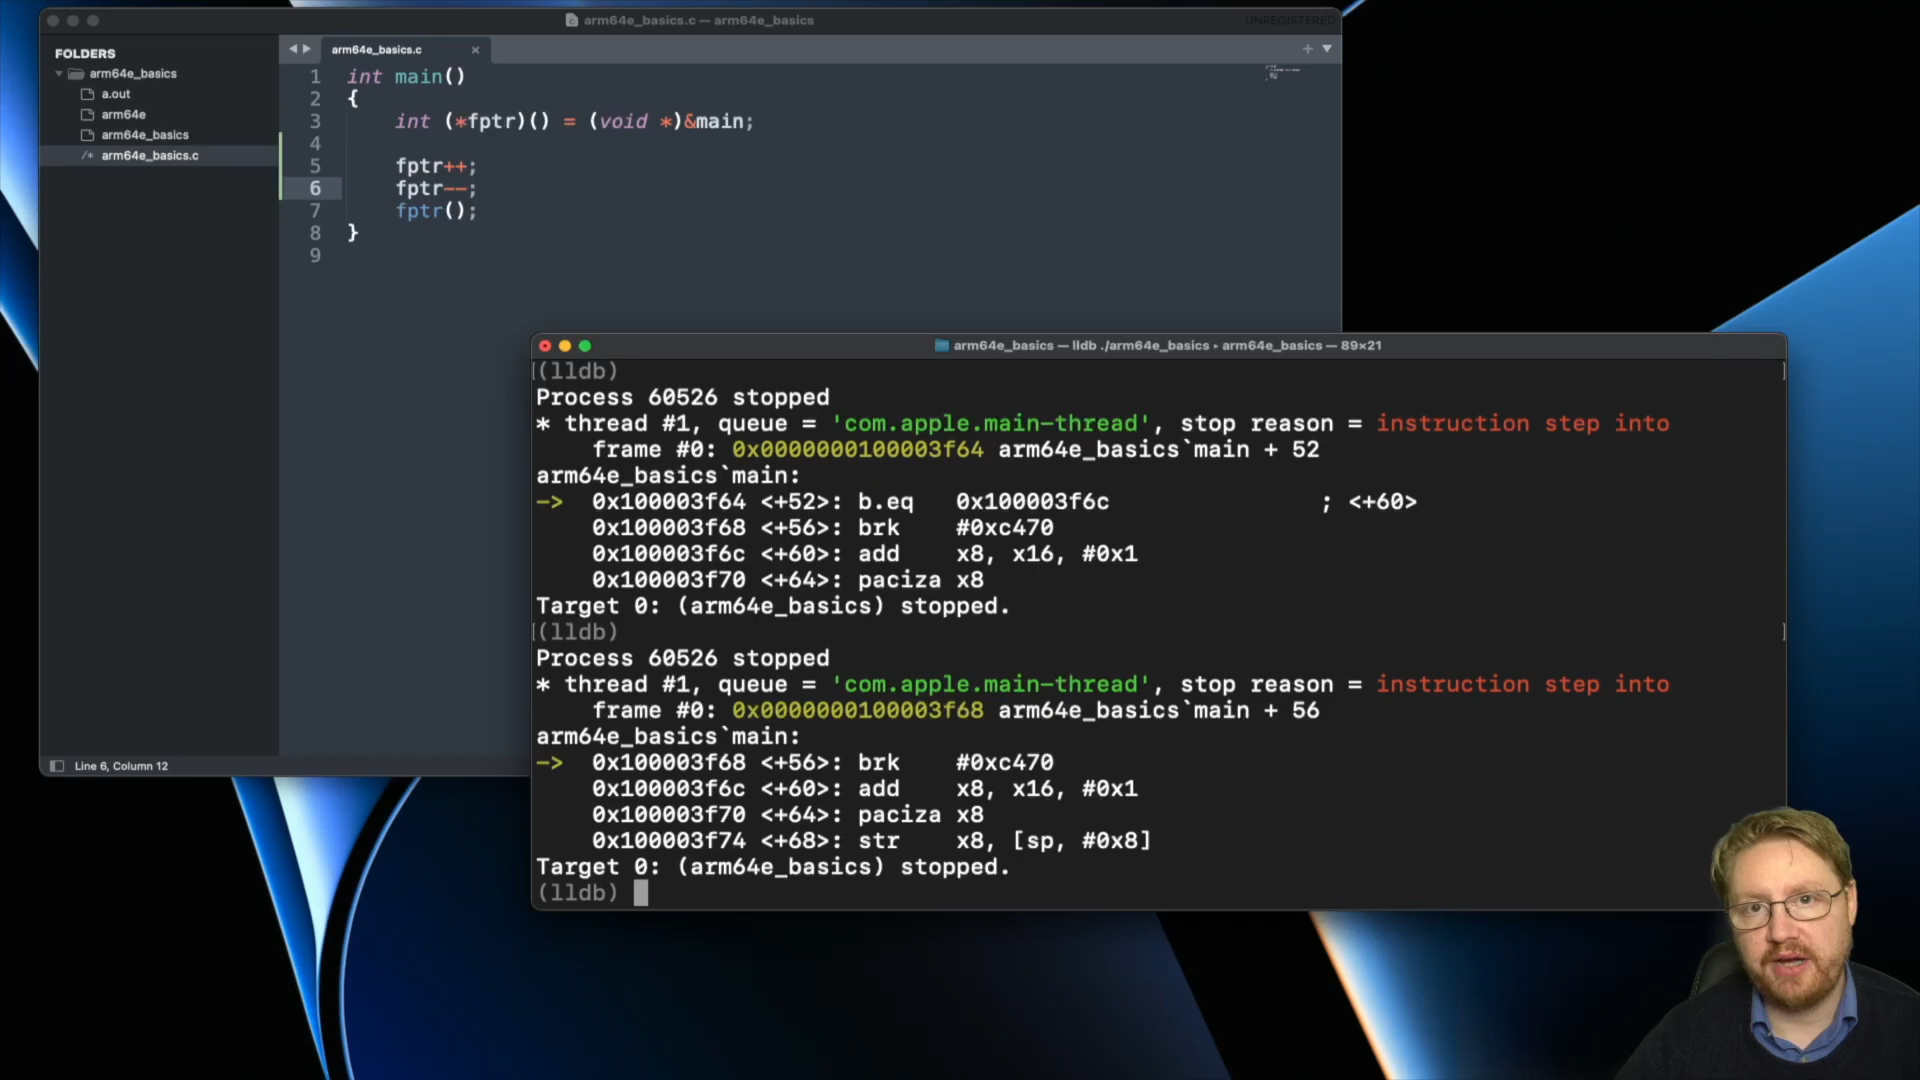 arm64e_basics.c — arm64e_basics
UNREGISTERED
FOLDERS
arm64e_basics
a.out
arm64e
arm64e_basics
/* arm64e_basics.c
arm64e_basics.c ×
1 int main()
2 {
3 int (*fptr)() = (void *)&main;
4
5 fptr++;
6 fptr--;
7 fptr();
8 }
9
Line 6, Column 12
arm64e_basics — lldb ./arm64e_basics ▸ arm64e_basics — 89×21
[(lldb) ]
Process 60526 stopped
* thread #1, queue = 'com.apple.main-thread', stop reason = instruction step into
frame #0: 0x0000000100003f64 arm64e_basics`main + 52
arm64e_basics`main:
-> 0x100003f64 <+52>: b.eq 0x100003f6c ; <+60>
0x100003f68 <+56>: brk #0xc470
0x100003f6c <+60>: add x8, x16, #0x1
0x100003f70 <+64>: paciza x8
Target 0: (arm64e_basics) stopped.
[(lldb) ]
Process 60526 stopped
* thread #1, queue = 'com.apple.main-thread', stop reason = instruction step into
frame #0: 0x0000000100003f68 arm64e_basics`main + 56
arm64e_basics`main:
-> 0x100003f68 <+56>: brk #0xc470
0x100003f6c <+60>: add x8, x16, #0x1
0x100003f70 <+64>: paciza x8
0x100003f74 <+68>: str x8, [sp, #0x8]
Target 0: (arm64e_basics) stopped.
(lldb)